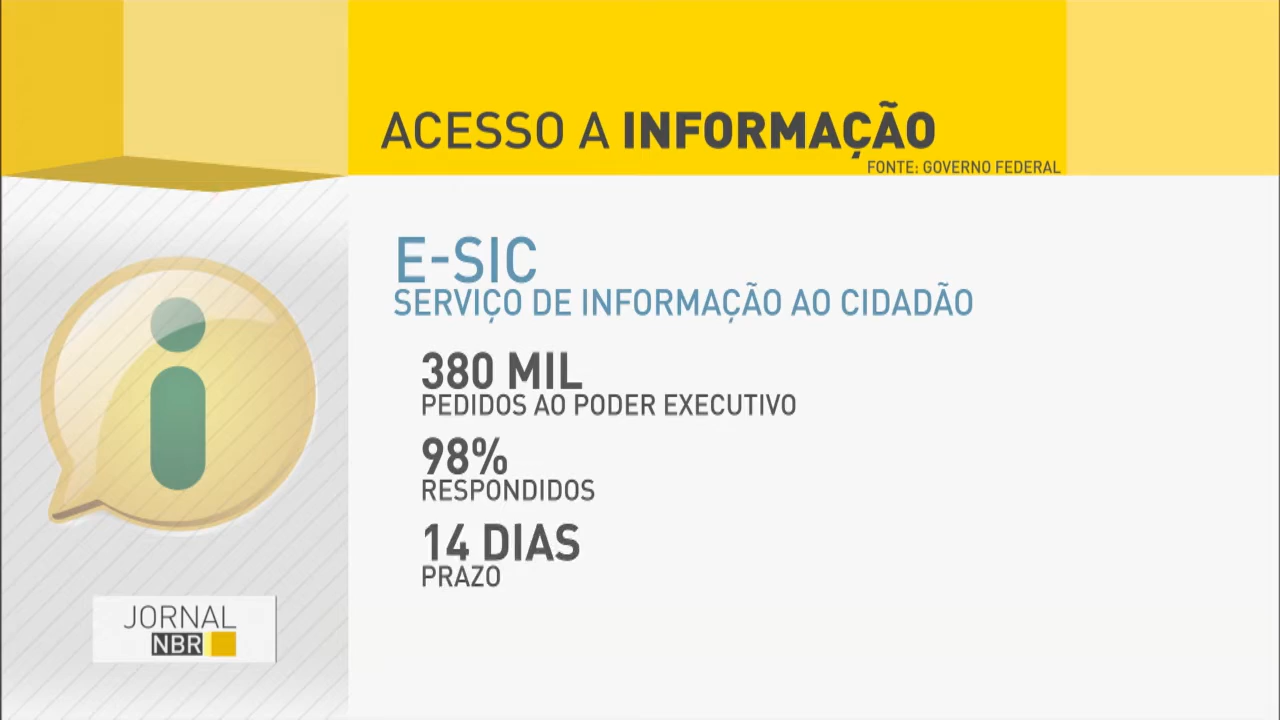 ACESSO A INFORMAÇÃO
FONTE: GOVERNO FEDERAL
E-SIC
SERVIÇO DE INFORMAÇÃO AO CIDADÃO
380 MIL
PEDIDOS AO PODER EXECUTIVO
98%
RESPONDIDOS
14 DIAS
PRAZO
JORNAL
NBR